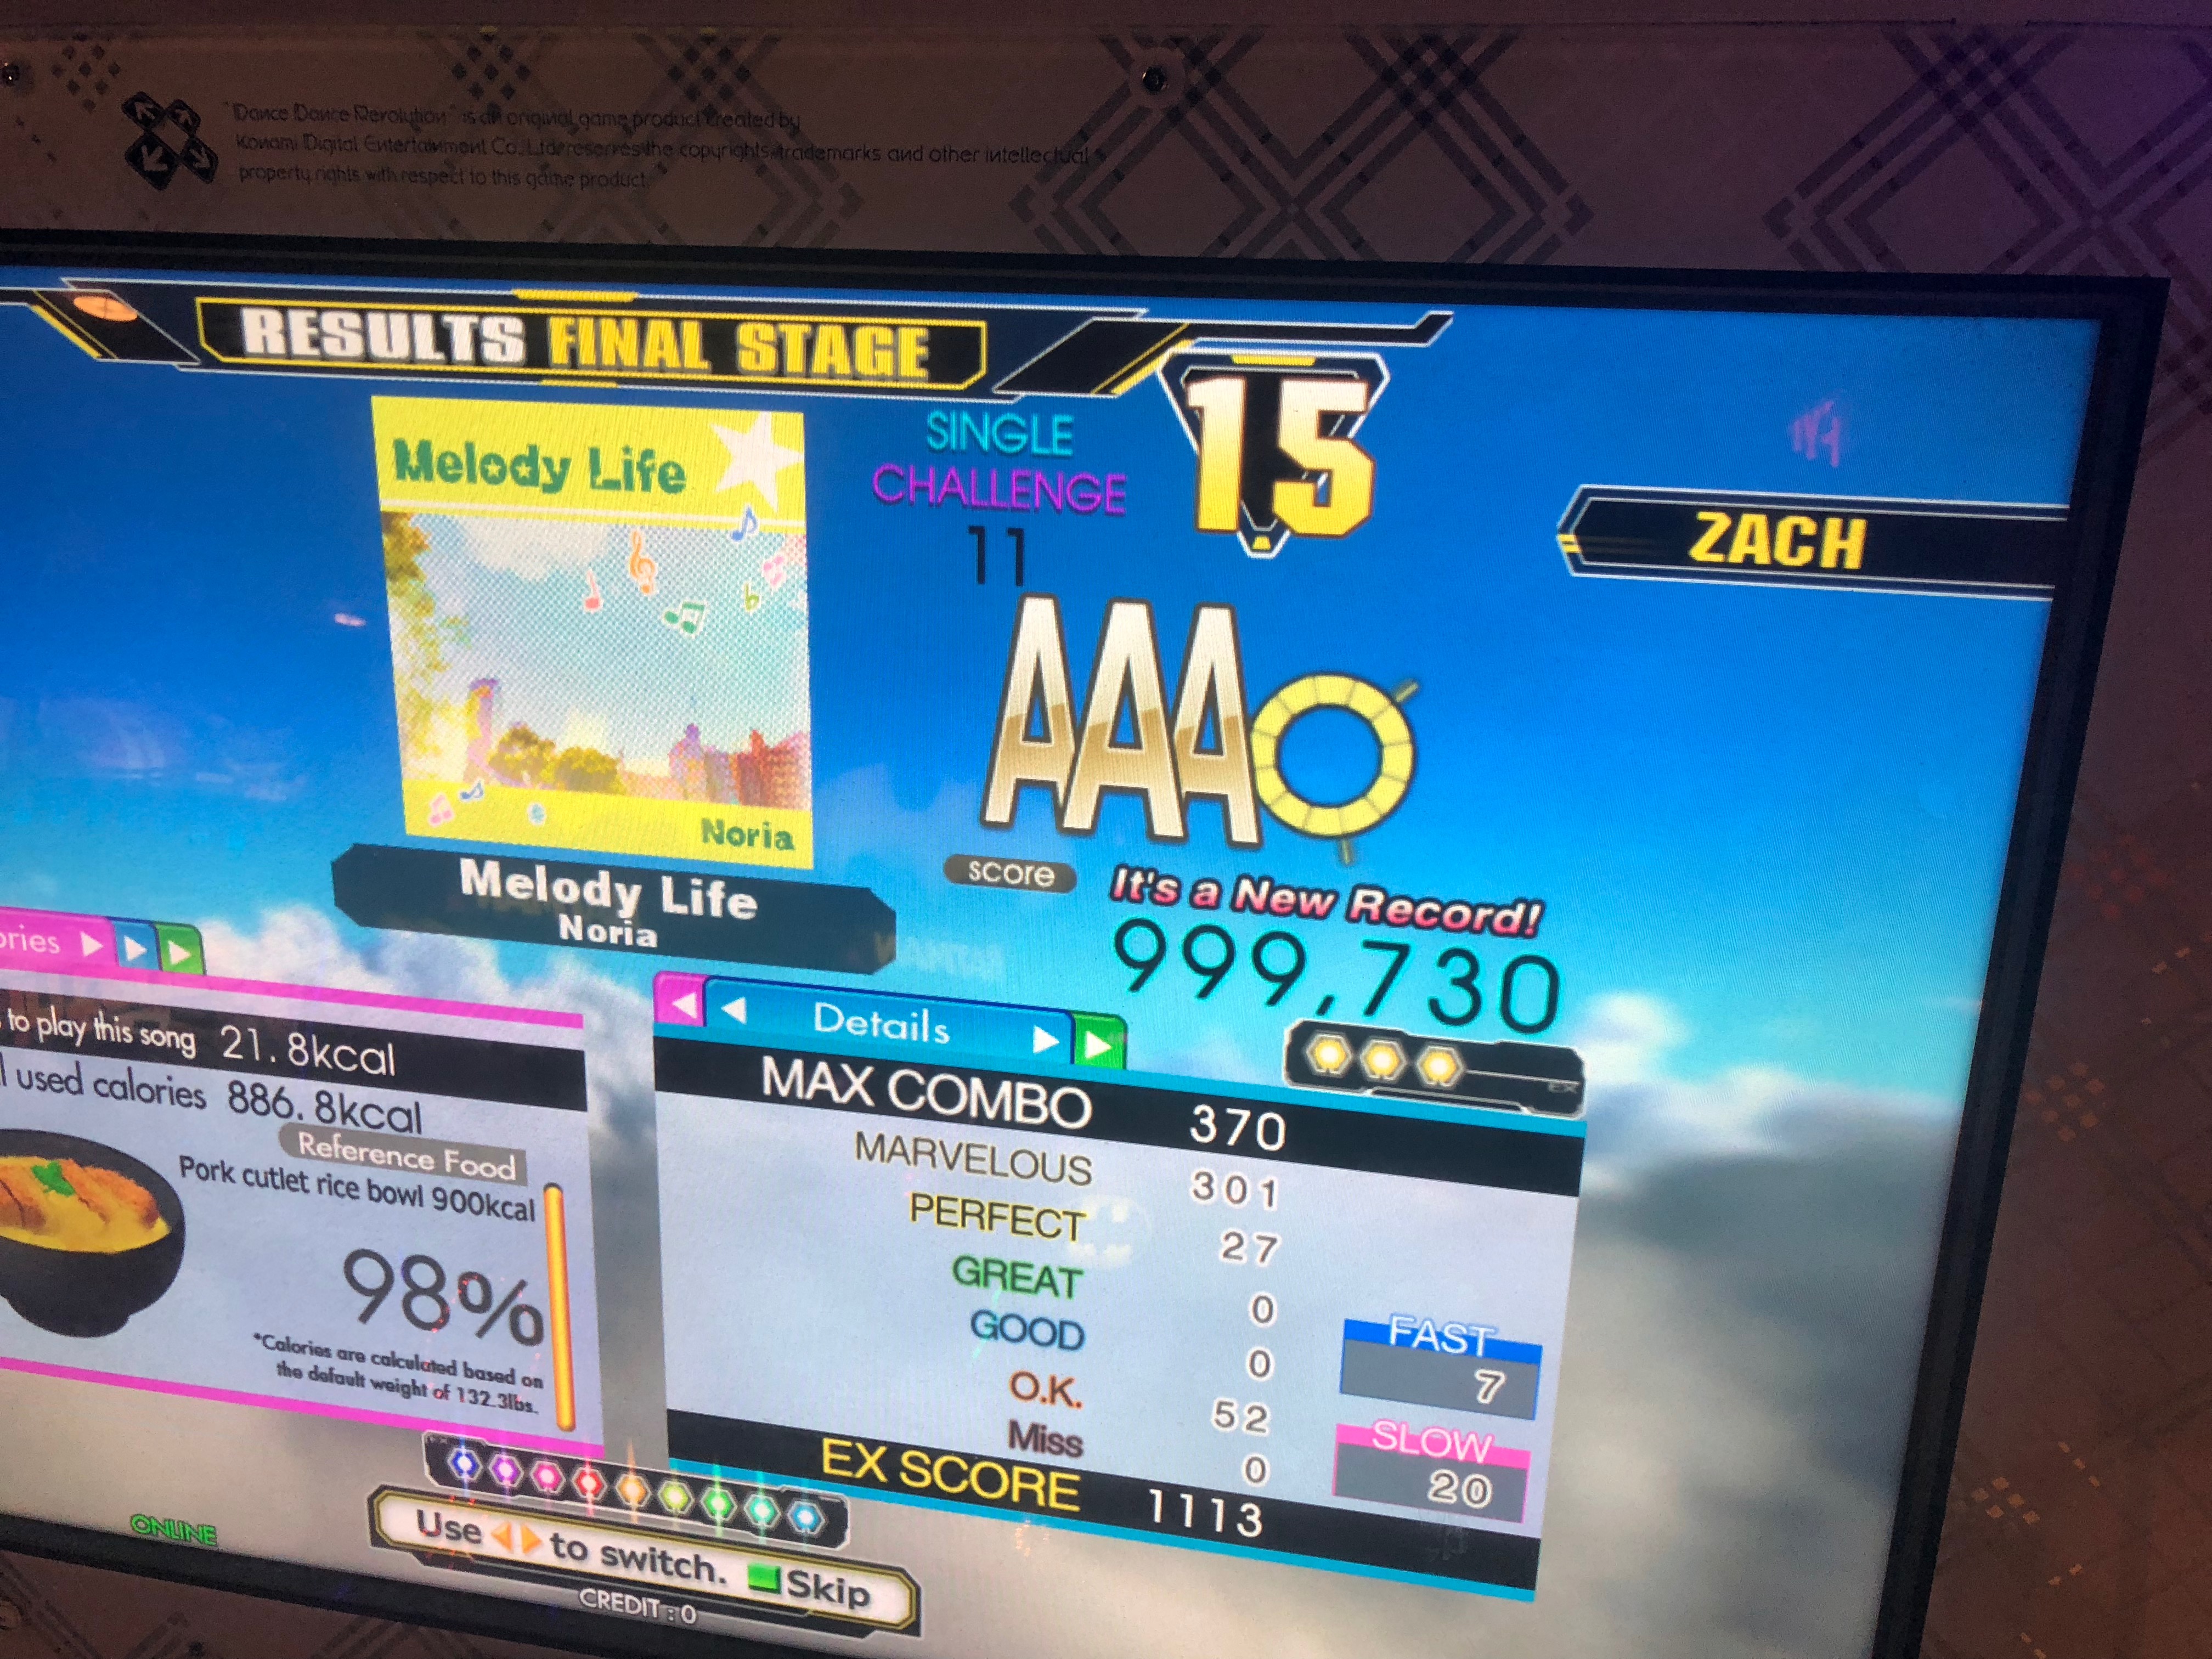 "Dance Dance Revolution" is an original game product created by
Konami Digital Entertainment Co.,Ltd. reserves the copyrights, trademarks and other intellectual
property rights with respect to this game product.
RESULTS FINAL STAGE
15
SINGLE
CHALLENGE
11
ZACH
Melody Life
Noria
AAA
Melody Life
Noria
score
It's a New Record!
999,730
ories
to play this song 21.8kcal
l used calories 886.8kcal
Reference Food
Pork cutlet rice bowl 900kcal
98%
*Calories are calculated based on
the default weight of 132.3lbs.
Details
EX
MAX COMBO 370
MARVELOUS 301
PERFECT 27
GREAT 0
GOOD 0
O.K. 52
Miss 0
EX SCORE 1113
FAST
7
SLOW
20
ONLINE
Use to switch. Skip
CREDIT : 0